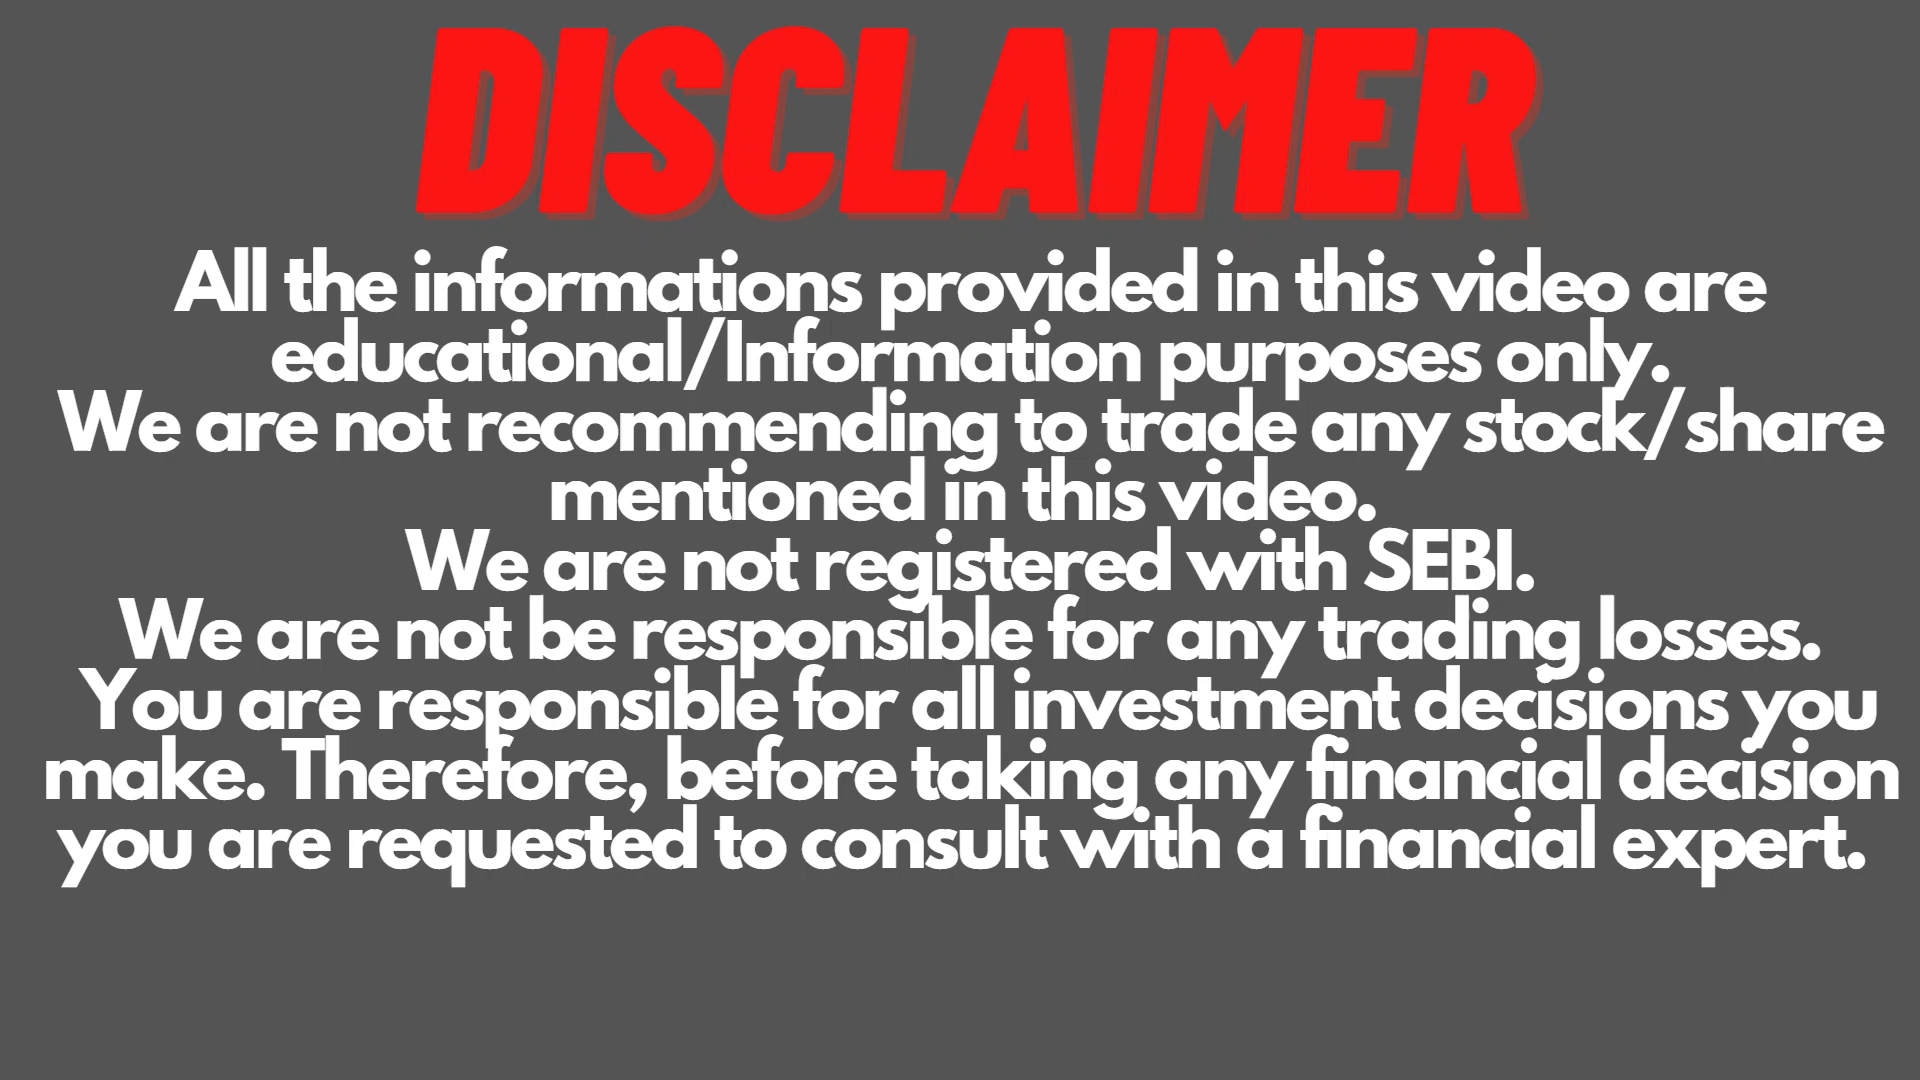 DISCLAIMER
All the informations provided in this video are
educational/Information purposes only.
We are not recommending to trade any stock/share
mentioned in this video.
We are not registered with SEBI.
We are not be responsible for any trading losses.
You are responsible for all investment decisions you
make. Therefore, before taking any financial decision
you are requested to consult with a financial expert.